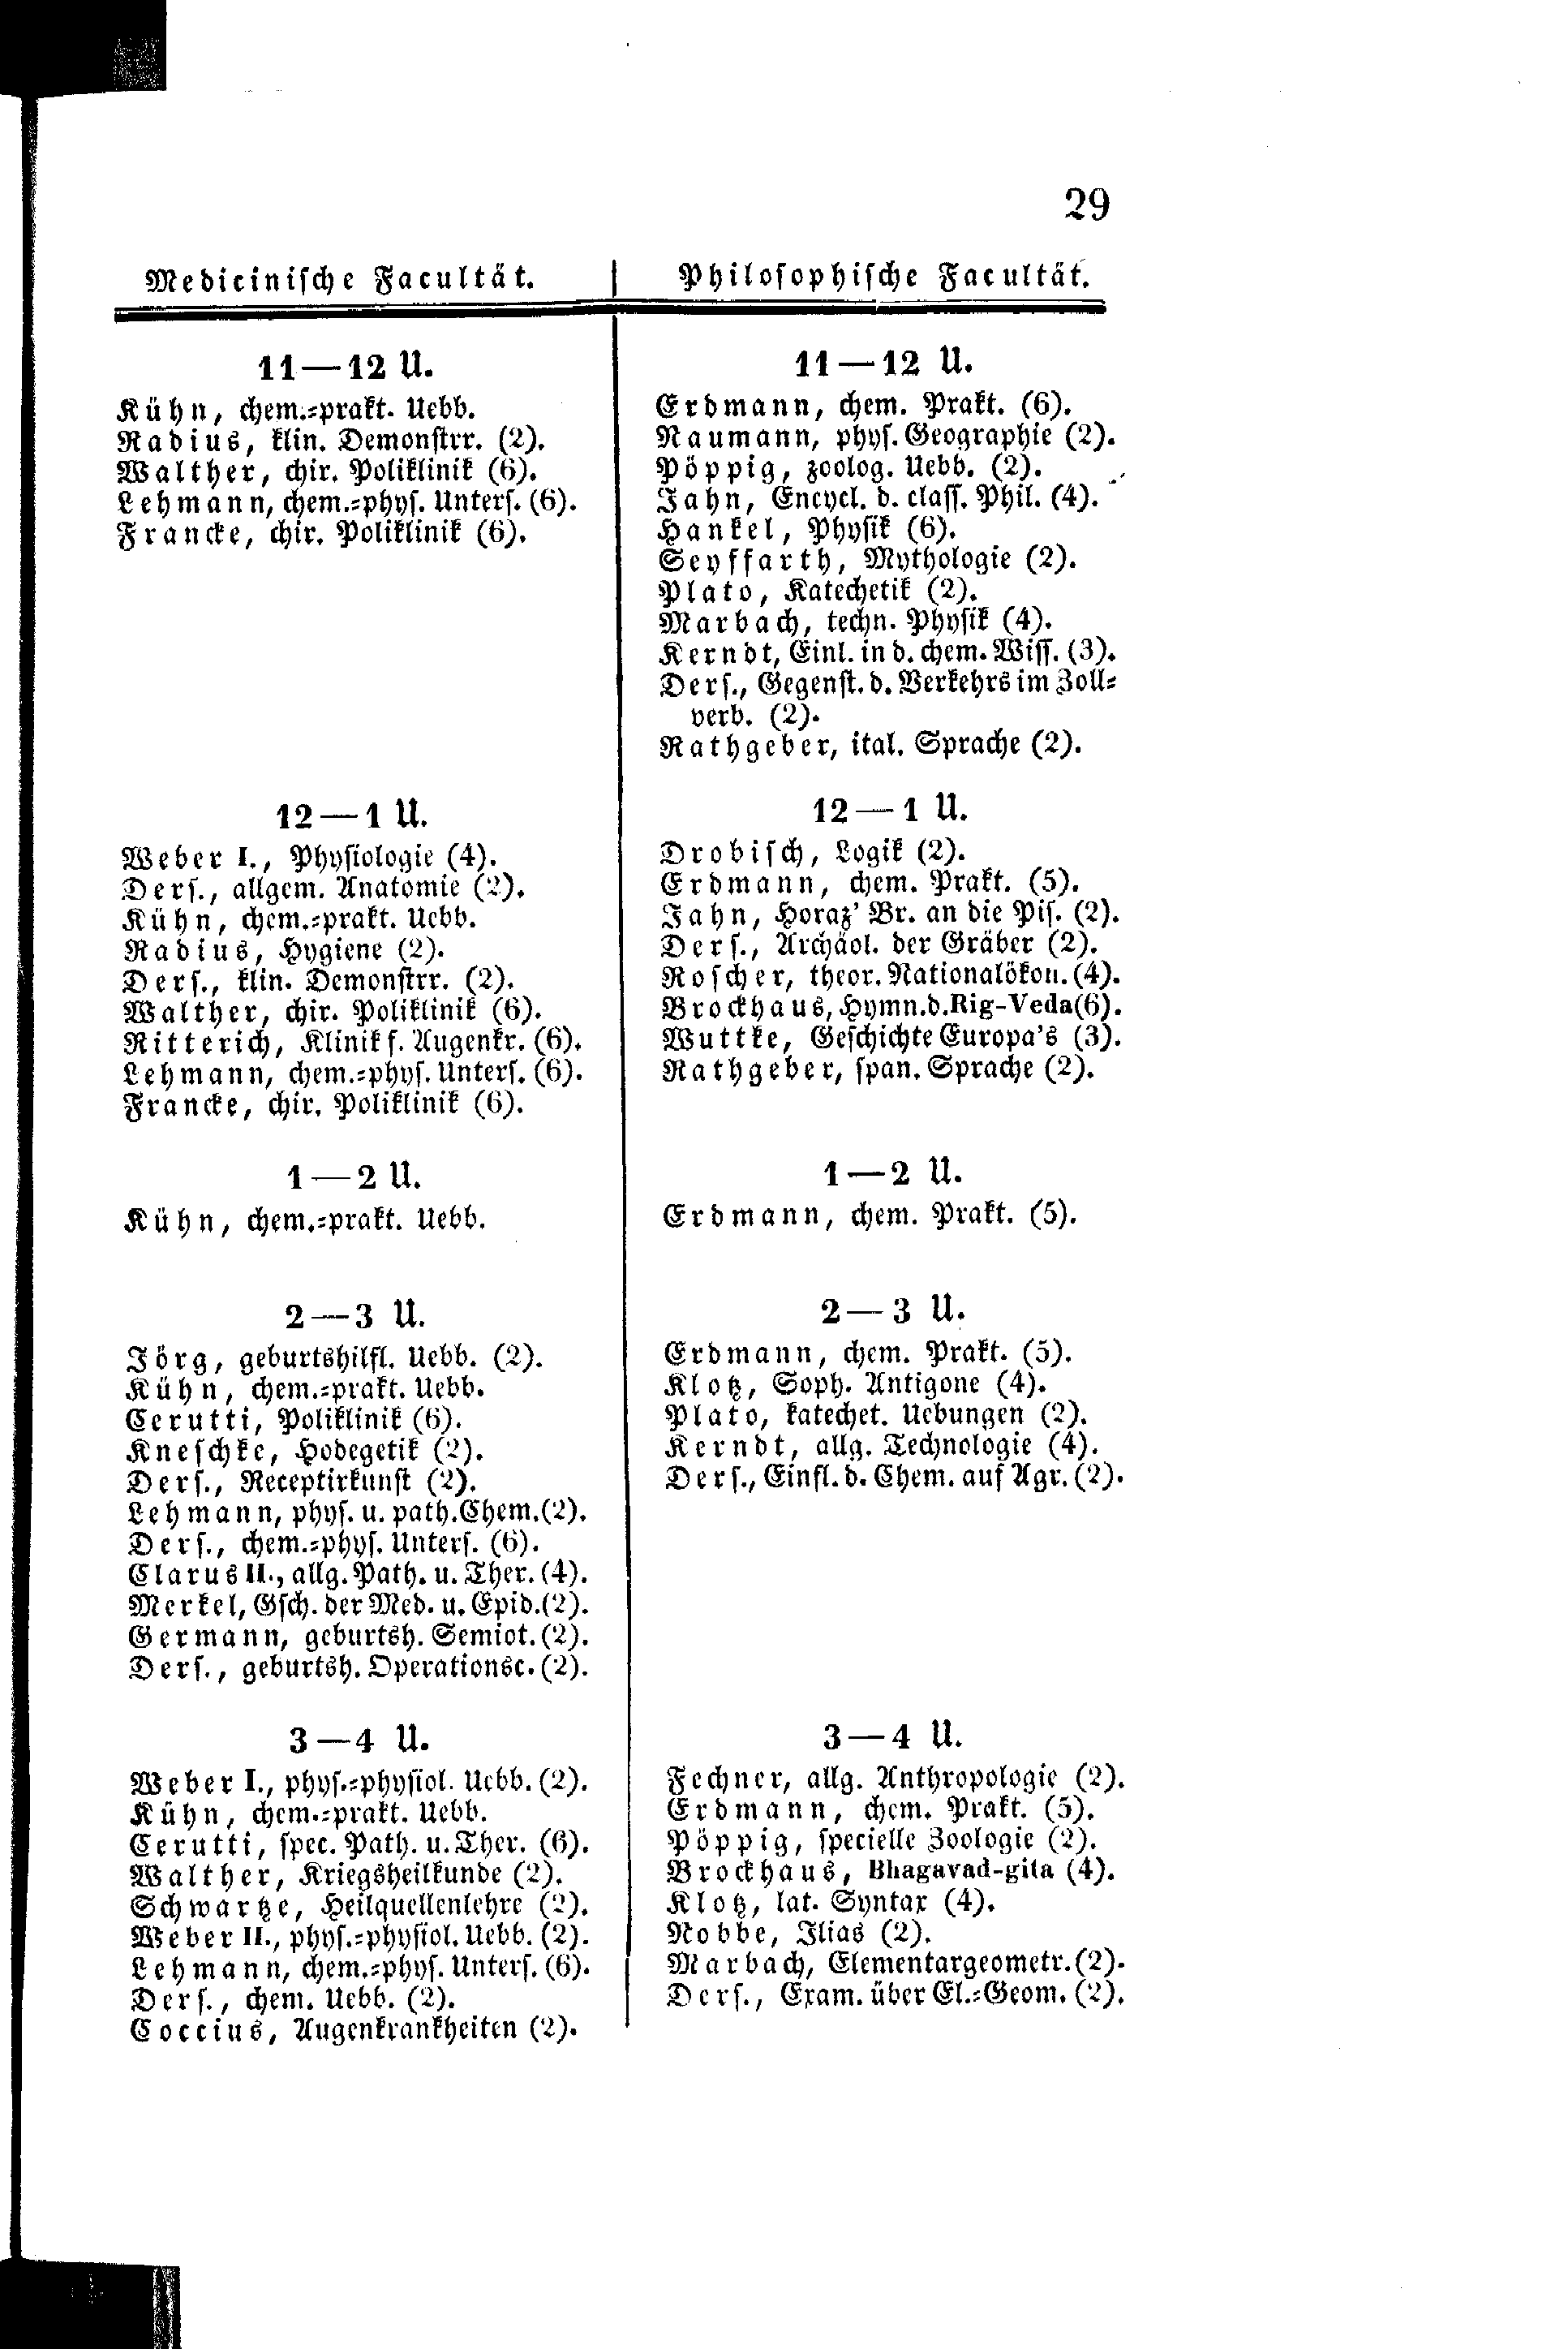 29
Medicinische Facultät.
11—12 U.
Kühn, chem.-prakt. Uebb.
Radius, klin. Demonstrr. (2).
Walther, chir. Poliklinik (6).
Lehmann, chem.-phys. Unters. (6).
Francke, chir. Poliklinik (6).
12—1 U.
Weber I., Physiologie (4).
Ders., allgem. Anatomie (2).
Kühn, chem.-prakt. Uebb.
Radius, Hygiene (2).
Ders., klin. Demonstrr. (2).
Walther, chir. Poliklinik (6).
Ritterich, Klinik f. Augenkr. (6).
Lehmann, chem.-phys. Unters. (6).
Francke, chir. Poliklinik (6).
1—2 U.
Kühn, chem.-prakt. Uebb.
2—3 U.
Jörg, geburtshilfl. Uebb. (2).
Kühn, chem.-prakt. Uebb.
Cerutti, Poliklinik (6).
Kneschke, Hodegetik (2).
Ders., Receptirkunst (2).
Lehmann, phys. u. path. Chem. (2).
Ders., chem.-phys. Unters. (6).
Clarus II., allg. Path. u. Ther. (4).
Merkel, Gsch. der Med. u. Epid. (2).
Germann, geburtsh. Semiot. (2).
Ders., geburtsh. Operationsc. (2).
3—4 U.
Weber I., phys.-physiol. Uebb. (2).
Kühn, chem.-prakt. Uebb.
Cerutti, spec. Path. u. Ther. (6).
Walther, Kriegsheilkunde (2).
Schwartze, Heilquellenlehre (2).
Weber II., phys.-physiol. Uebb. (2).
Lehmann, chem.-phys. Unters. (6).
Ders., chem. Uebb. (2).
Coccius, Augenkrankheiten (2).
Philosophische Facultät.
11—12 U.
Erdmann, chem. Prakt. (6).
Naumann, phys. Geographie (2).
Pöppig, zoolog. Uebb. (2).
Jahn, Encycl. d. class. Phil. (4).
Hankel, Physik (6).
Seyffarth, Mythologie (2).
Plato, Katechetik (2).
Marbach, techn. Physik (4).
Kerndt, Einl. in d. chem. Wiss. (3).
Ders., Gegenst. d. Verkehrs im Zoll-
verb. (2).
Rathgeber, ital. Sprache (2).
12—1 U.
Drobisch, Logik (2).
Erdmann, chem. Prakt. (5).
Jahn, Horaz' Br. an die Pis. (2).
Ders., Archäol. der Gräber (2).
Roscher, theor. Nationalökon. (4).
Brockhaus, Hymn. d. Rig-Veda (6).
Wuttke, Geschichte Europa's (3).
Rathgeber, span. Sprache (2).
1—2 U.
Erdmann, chem. Prakt. (5).
2—3 U.
Erdmann, chem. Prakt. (5).
Klotz, Soph. Antigone (4).
Plato, katechet. Uebungen (2).
Kerndt, allg. Technologie (4).
Ders., Einfl. d. Chem. auf Agr. (2).
3—4 U.
Fechner, allg. Anthropologie (2).
Erdmann, chem. Prakt. (5).
Pöppig, specielle Zoologie (2).
Brockhaus, Bhagavad-gita (4).
Klotz, lat. Syntax (4).
Nobbe, Ilias (2).
Marbach, Elementargeometr. (2).
Ders., Exam. über El.-Geom. (2).